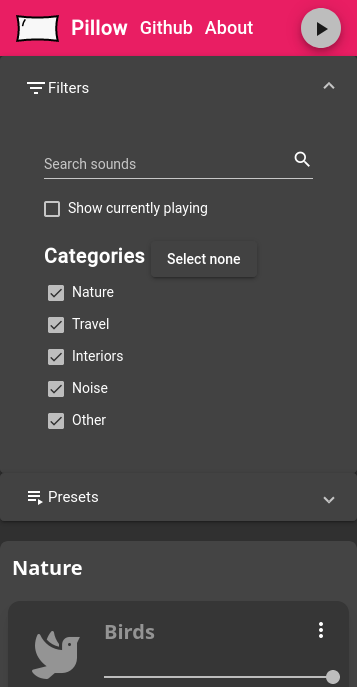 Pillow Github About
Filters
Search sounds
Show currently playing
Categories Select none
Nature
Travel
Interiors
Noise
Other
Presets
Nature
Birds